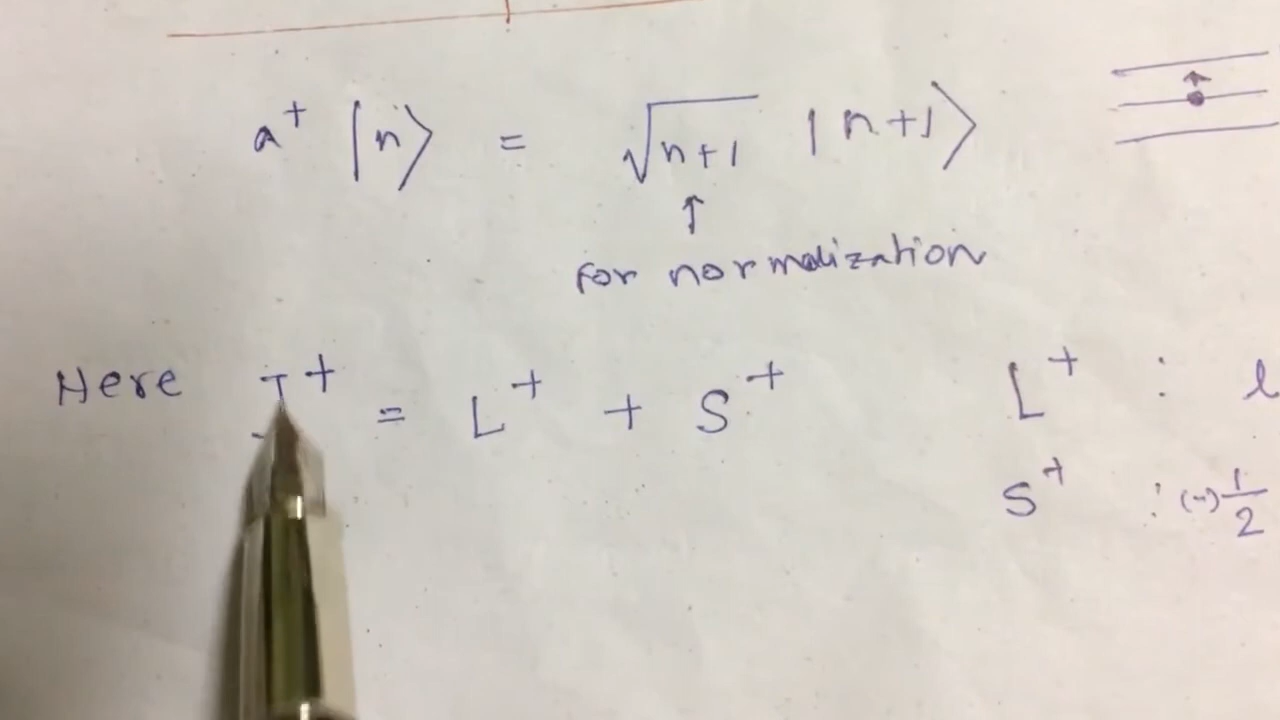 a⁺ |n⟩ = √(n+1) |n+1⟩
↑
for normalization
Here J⁺ = L⁺ + S⁺
L⁺ : l
S⁺ : (-) 1/2